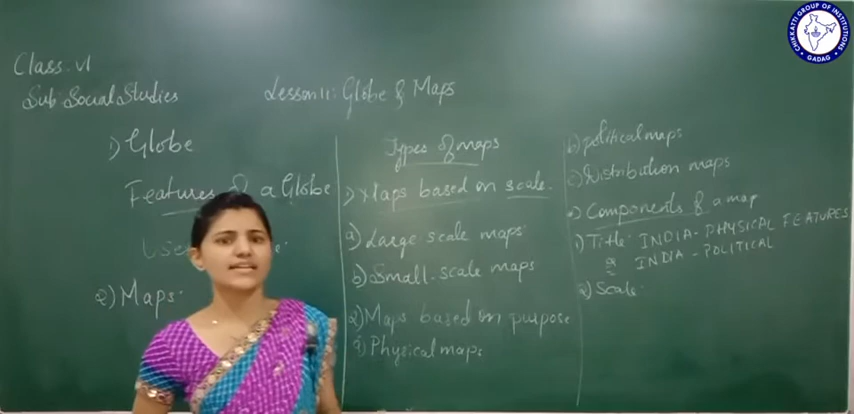 Class-VI
Sub: Social Studies
Lesson 11: Globe & Maps
1) Globe
Features of a Globe
Use
2) Maps.
Types of maps
1) Maps based on scale.
a) Large scale maps
b) Small-scale maps
2) Maps based on purpose
a) Physical maps
b) Political maps
c) Distribution maps
Components of a map
1) Title: INDIA-PHYSICAL FEATURES
INDIA-POLITICAL
2) Scale
CHIKKATTI GROUP OF INSTITUTIONS
GADAG